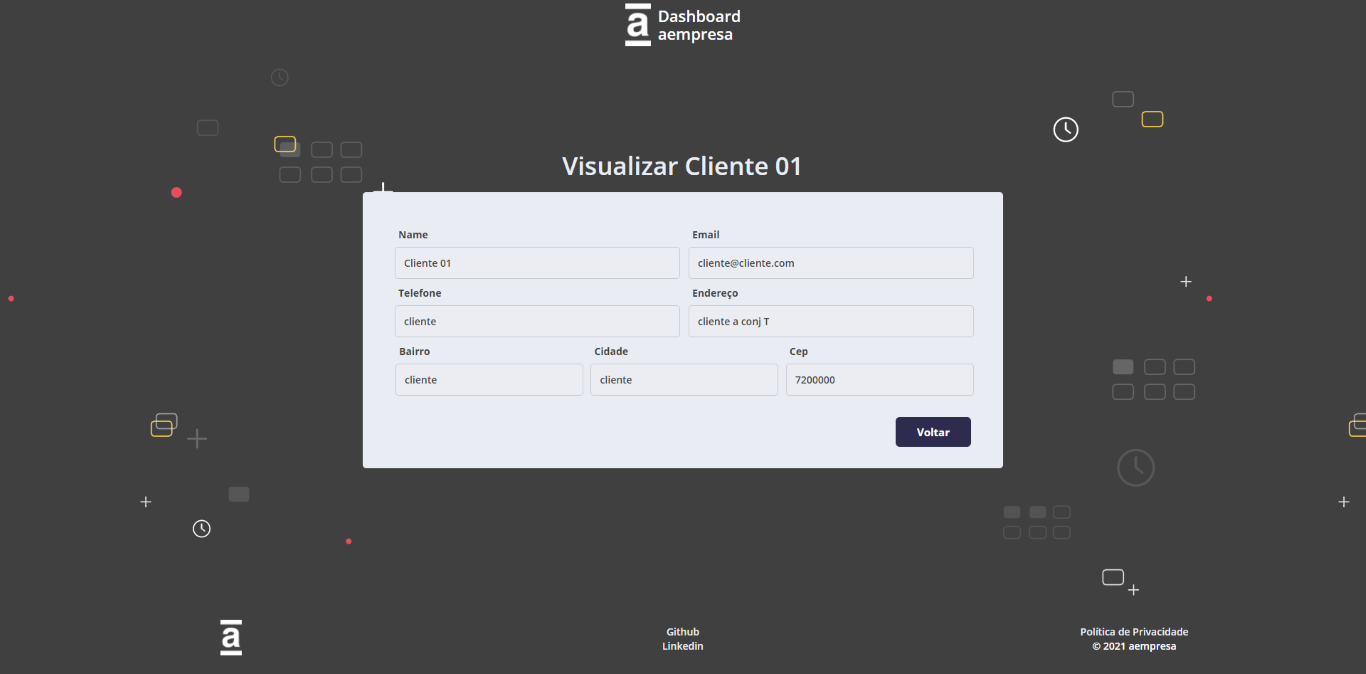 a Dashboard
aempresa
Visualizar Cliente 01
Name Email
Cliente 01 cliente@cliente.com
Telefone Endereço
cliente cliente a conj T
Bairro Cidade Cep
cliente cliente 7200000
Voltar
a
Github
Linkedin
Política de Privacidade
© 2021 aempresa